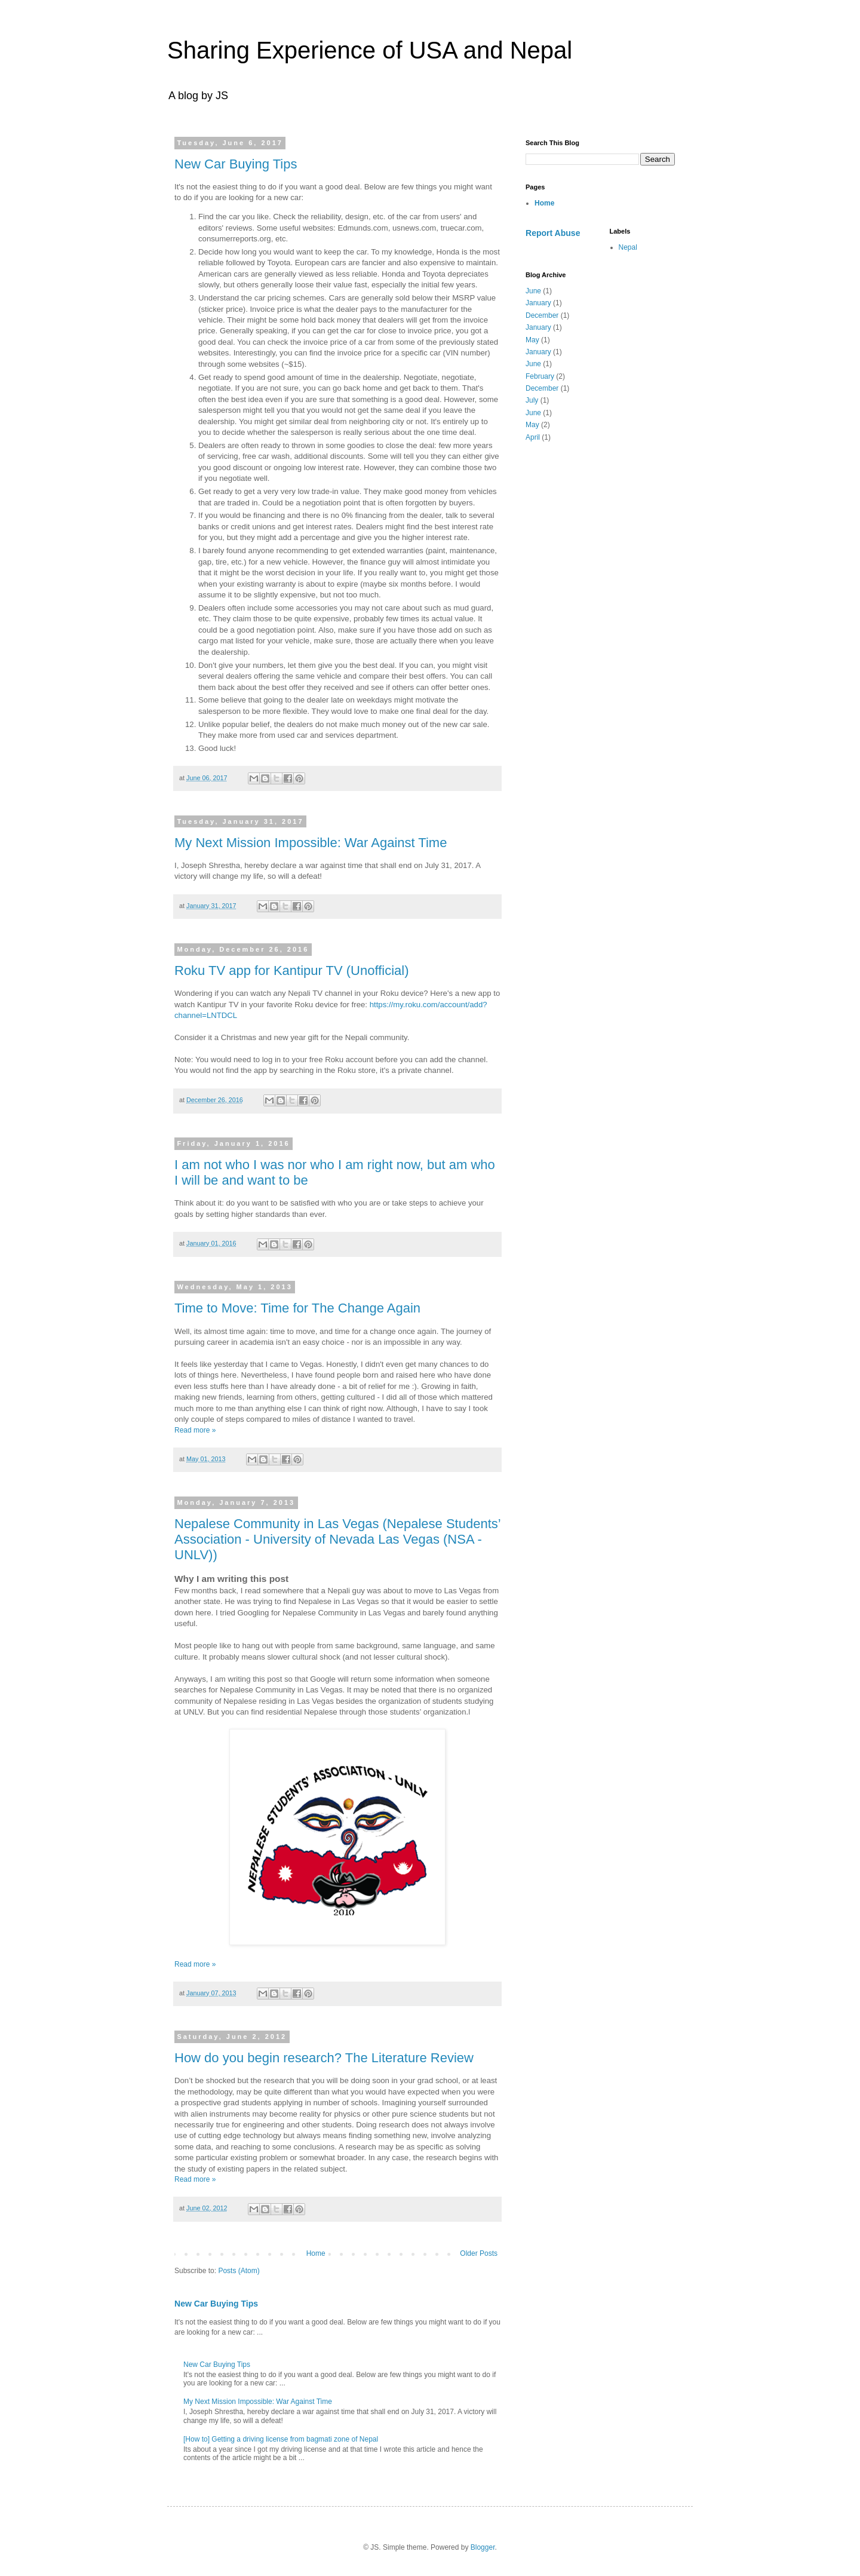 Sharing Experience of USA and Nepal
A blog by JS
Tuesday, June 6, 2017
New Car Buying Tips
It's not the easiest thing to do if you want a good deal. Below are few things you might want
to do if you are looking for a new car:
1. Find the car you like. Check the reliability, design, etc. of the car from users' and
editors' reviews. Some useful websites: Edmunds.com, usnews.com, truecar.com,
consumerreports.org, etc.
2. Decide how long you would want to keep the car. To my knowledge, Honda is the most
reliable followed by Toyota. European cars are fancier and also expensive to maintain.
American cars are generally viewed as less reliable. Honda and Toyota depreciates
slowly, but others generally loose their value fast, especially the initial few years.
3. Understand the car pricing schemes. Cars are generally sold below their MSRP value
(sticker price). Invoice price is what the dealer pays to the manufacturer for the
vehicle. Their might be some hold back money that dealers will get from the invoice
price. Generally speaking, if you can get the car for close to invoice price, you got a
good deal. You can check the invoice price of a car from some of the previously stated
websites. Interestingly, you can find the invoice price for a specific car (VIN number)
through some websites (~$15).
4. Get ready to spend good amount of time in the dealership. Negotiate, negotiate,
negotiate. If you are not sure, you can go back home and get back to them. That's
often the best idea even if you are sure that something is a good deal. However, some
salesperson might tell you that you would not get the same deal if you leave the
dealership. You might get similar deal from neighboring city or not. It's entirely up to
you to decide whether the salesperson is really serious about the one time deal.
5. Dealers are often ready to thrown in some goodies to close the deal: few more years
of servicing, free car wash, additional discounts. Some will tell you they can either give
you good discount or ongoing low interest rate. However, they can combine those two
if you negotiate well.
6. Get ready to get a very low trade-in value. They make good money from vehicles
that are traded in. Could be a negotiation point that is often forgotten by buyers.
7. If you would be financing and there is no 0% financing from the dealer, talk to several
banks or credit unions and get interest rates. Dealers might find the best interest rate
for you, but they might add a percentage and give you the higher interest rate.
8. I barely found anyone recommending to get extended warranties (paint, maintenance,
gap, tire, etc.) for a new vehicle. However, the finance guy will almost intimidate you
that it might be the worst decision in your life. If you really want to, you might get those
when your existing warranty is about to expire (maybe six months before. I would
assume it to be slightly expensive, but not too much.
9. Dealers often include some accessories you may not care about such as mud guard,
etc. They claim those to be quite expensive, probably few times its actual value. It
could be a good negotiation point. Also, make sure if you have those add on such as
cargo mat listed for your vehicle, make sure, those are actually there when you leave
the dealership.
10. Don't give your numbers, let them give you the best deal. If you can, you might visit
several dealers offering the same vehicle and compare their best offers. You can call
them back about the best offer they received and see if others can offer better ones.
11. Some believe that going to the dealer late on weekdays might motivate the
salesperson to be more flexible. They would love to make one final deal for the day.
12. Unlike popular belief, the dealers do not make much money out of the new car sale.
They make more from used car and services department.
13. Good luck!
at June 06, 2017
Tuesday, January 31, 2017
My Next Mission Impossible: War Against Time
I, Joseph Shrestha, hereby declare a war against time that shall end on July 31, 2017. A
victory will change my life, so will a defeat!
at January 31, 2017
Monday, December 26, 2016
Roku TV app for Kantipur TV (Unofficial)
Wondering if you can watch any Nepali TV channel in your Roku device? Here's a new app to
watch Kantipur TV in your favorite Roku device for free: https://my.roku.com/account/add?
channel=LNTDCL
Consider it a Christmas and new year gift for the Nepali community.
Note: You would need to log in to your free Roku account before you can add the channel.
You would not find the app by searching in the Roku store, it's a private channel.
at December 26, 2016
Friday, January 1, 2016
I am not who I was nor who I am right now, but am who
I will be and want to be
Think about it: do you want to be satisfied with who you are or take steps to achieve your
goals by setting higher standards than ever.
at January 01, 2016
Wednesday, May 1, 2013
Time to Move: Time for The Change Again
Well, its almost time again: time to move, and time for a change once again. The journey of
pursuing career in academia isn't an easy choice - nor is an impossible in any way.
It feels like yesterday that I came to Vegas. Honestly, I didn't even get many chances to do
lots of things here. Nevertheless, I have found people born and raised here who have done
even less stuffs here than I have already done - a bit of relief for me :). Growing in faith,
making new friends, learning from others, getting cultured - I did all of those which mattered
much more to me than anything else I can think of right now. Although, I have to say I took
only couple of steps compared to miles of distance I wanted to travel.
Read more »
at May 01, 2013
Monday, January 7, 2013
Nepalese Community in Las Vegas (Nepalese Students'
Association - University of Nevada Las Vegas (NSA -
UNLV))
Why I am writing this post
Few months back, I read somewhere that a Nepali guy was about to move to Las Vegas from
another state. He was trying to find Nepalese in Las Vegas so that it would be easier to settle
down here. I tried Googling for Nepalese Community in Las Vegas and barely found anything
useful.
Most people like to hang out with people from same background, same language, and same
culture. It probably means slower cultural shock (and not lesser cultural shock).
Anyways, I am writing this post so that Google will return some information when someone
searches for Nepalese Community in Las Vegas. It may be noted that there is no organized
community of Nepalese residing in Las Vegas besides the organization of students studying
at UNLV. But you can find residential Nepalese through those students' organization.I
NEPALESE STUDENTS' ASSOCIATION - UNLV
2010
Read more »
at January 07, 2013
Saturday, June 2, 2012
How do you begin research? The Literature Review
Don't be shocked but the research that you will be doing soon in your grad school, or at least
the methodology, may be quite different than what you would have expected when you were
a prospective grad students applying in number of schools. Imagining yourself surrounded
with alien instruments may become reality for physics or other pure science students but not
necessarily true for engineering and other students. Doing research does not always involve
use of cutting edge technology but always means finding something new, involve analyzing
some data, and reaching to some conclusions. A research may be as specific as solving
some particular existing problem or somewhat broader. In any case, the research begins with
the study of existing papers in the related subject.
Read more »
at June 02, 2012
Home
Older Posts
Subscribe to: Posts (Atom)
New Car Buying Tips
It's not the easiest thing to do if you want a good deal. Below are few things you might want to do if you
are looking for a new car: ...
New Car Buying Tips
It's not the easiest thing to do if you want a good deal. Below are few things you might want to do if
you are looking for a new car: ...
My Next Mission Impossible: War Against Time
I, Joseph Shrestha, hereby declare a war against time that shall end on July 31, 2017. A victory will
change my life, so will a defeat!
[How to] Getting a driving license from bagmati zone of Nepal
Its about a year since I got my driving license and at that time I wrote this article and hence the
contents of the article might be a bit ...
Search This Blog
Search
Pages
Home
Report Abuse
Labels
Nepal
Blog Archive
June (1)
January (1)
December (1)
January (1)
May (1)
January (1)
June (1)
February (2)
December (1)
July (1)
June (1)
May (2)
April (1)
© JS. Simple theme. Powered by Blogger.